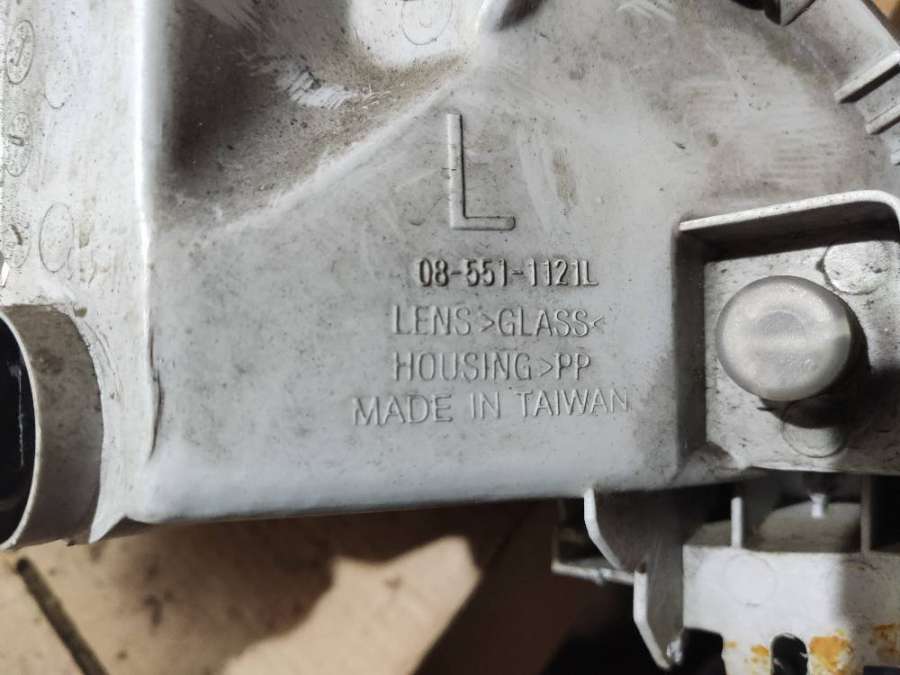 L
08-551-1121L
LENS>GLASS<
HOUSING>PP
MADE IN TAIWAN